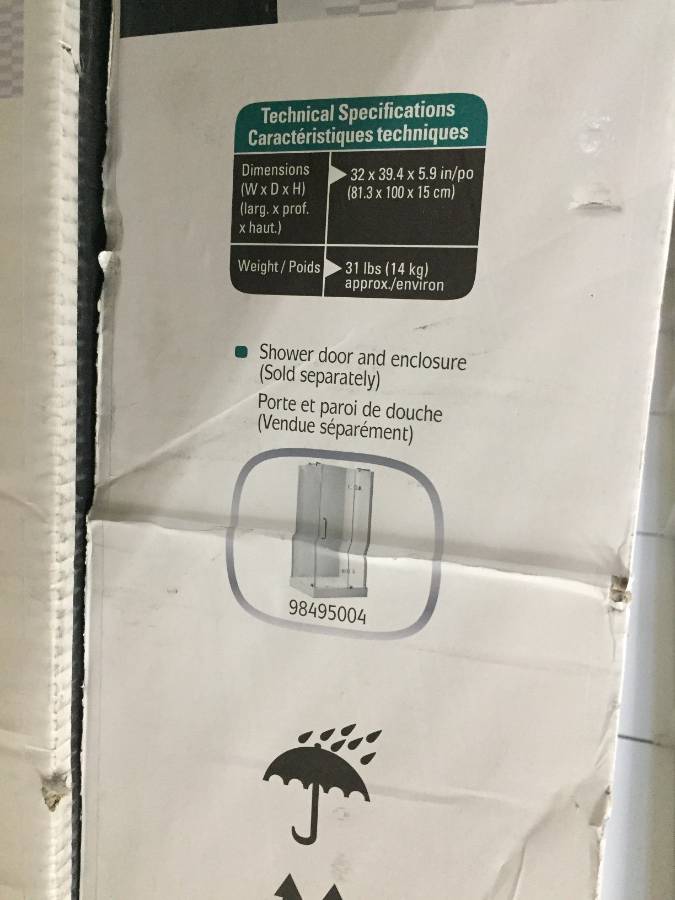 Technical Specifications
Caractéristiques techniques
Dimensions
(W x D x H)
(larg. x prof.
x haut.)
32 x 39.4 x 5.9 in/po
(81.3 x 100 x 15 cm)
Weight / Poids
31 lbs (14 kg)
approx./environ
Shower door and enclosure
(Sold separately)
Porte et paroi de douche
(Vendue séparément)
98495004